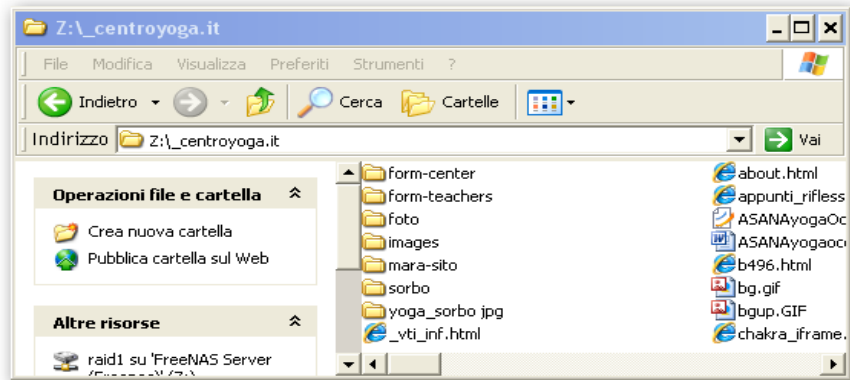 Z:\_centroyoga.it
File Modifica Visualizza Preferiti Strumenti ?
Indietro Cerca Cartelle
Indirizzo Z:\_centroyoga.it Vai
Operazioni file e cartella
Crea nuova cartella
Pubblica cartella sul Web
Altre risorse
raid1 su 'FreeNAS Server
form-center
form-teachers
foto
images
mara-sito
sorbo
yoga_sorbo jpg
_vti_inf.html
about.html
appunti_rifless
ASANAyogaOc
ASANAyogaoc
b496.html
bg.gif
bgup.GIF
chakra_iframe.